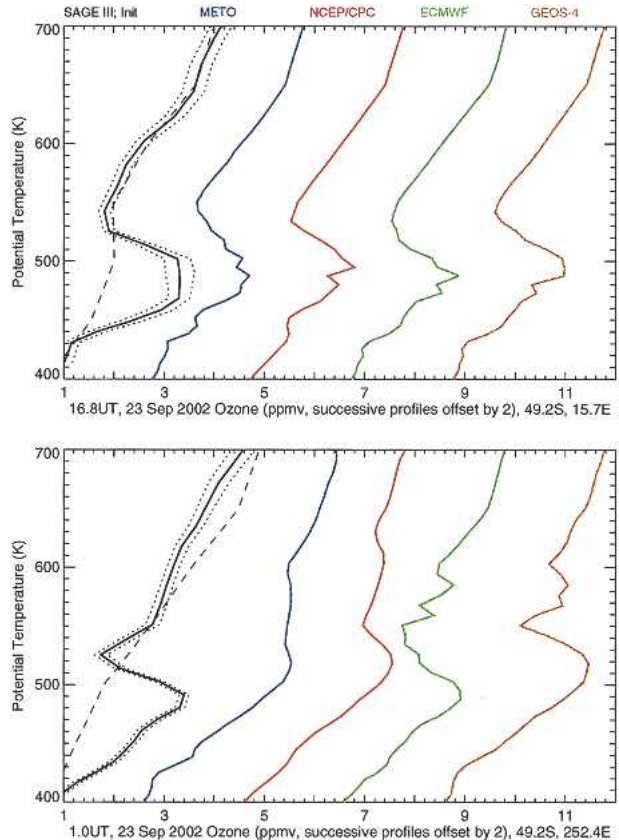 SAGE III; Init METO NCEP/CPC ECMWF GEOS-4
700
600
500
400
Potential Temperature (K)
1 3 5 7 9 11
16.8UT, 23 Sep 2002 Ozone (ppmv, successive profiles offset by 2), 49.2S, 15.7E
700
600
500
400
Potential Temperature (K)
1 3 5 7 9 11
1.0UT, 23 Sep 2002 Ozone (ppmv, successive profiles offset by 2), 49.2S, 252.4E